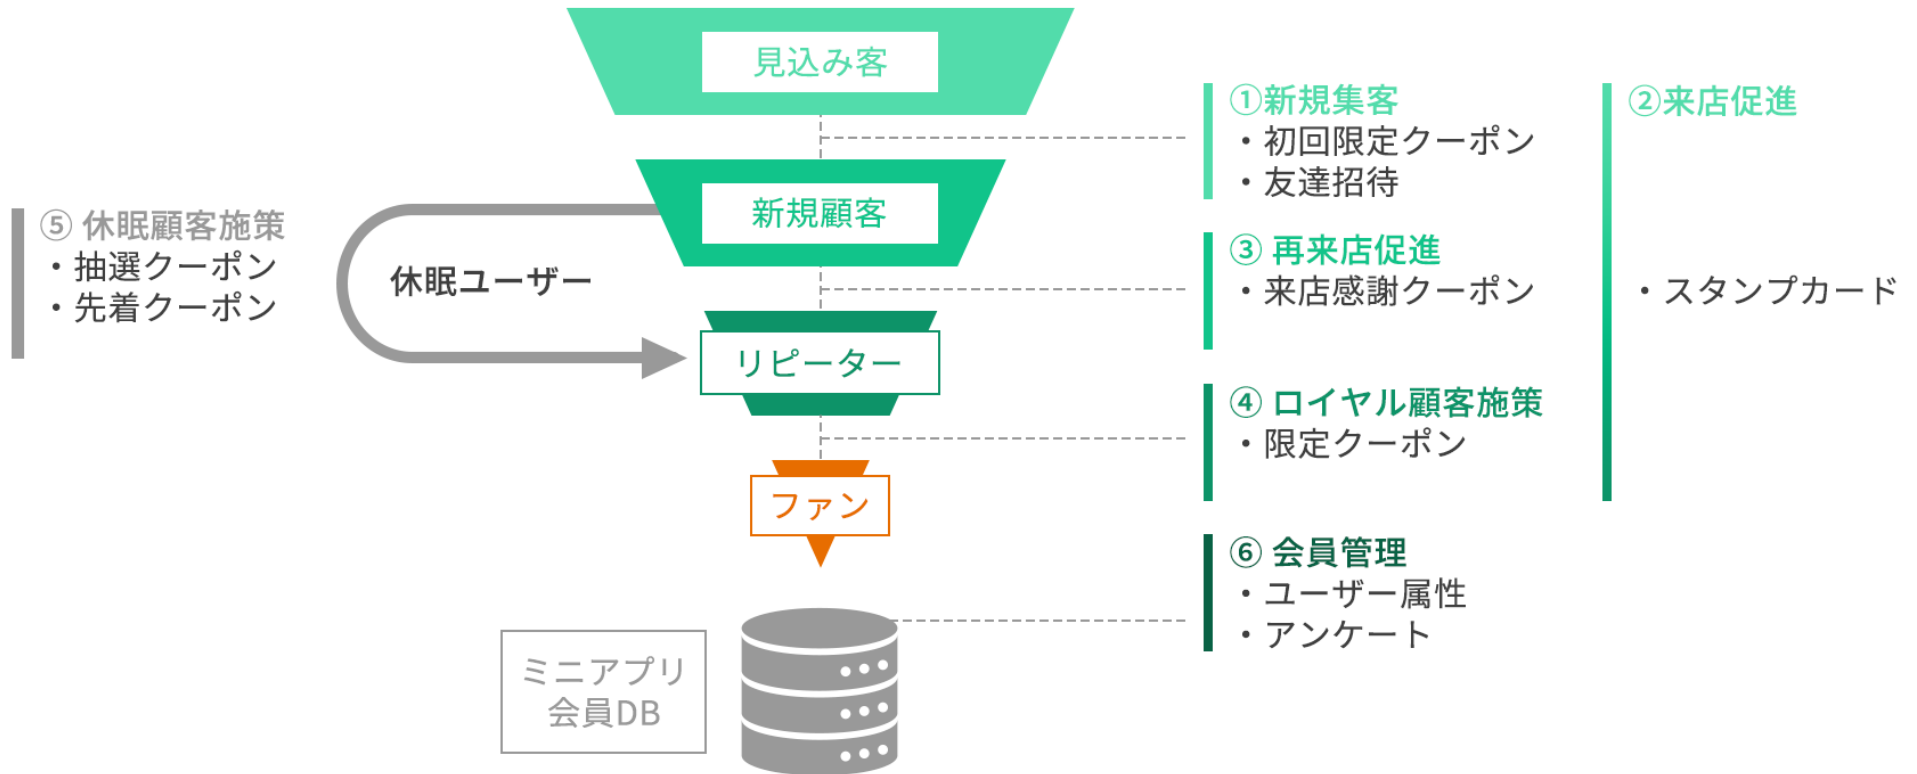 見込み客
①新規集客
・初回限定クーポン
・友達招待
②来店促進
・スタンプカード
新規顧客
⑤ 休眠顧客施策
・抽選クーポン
・先着クーポン
休眠ユーザー
③ 再来店促進
・来店感謝クーポン
リピーター
④ ロイヤル顧客施策
・限定クーポン
ファン
⑥ 会員管理
・ユーザー属性
・アンケート
ミニアプリ
会員DB